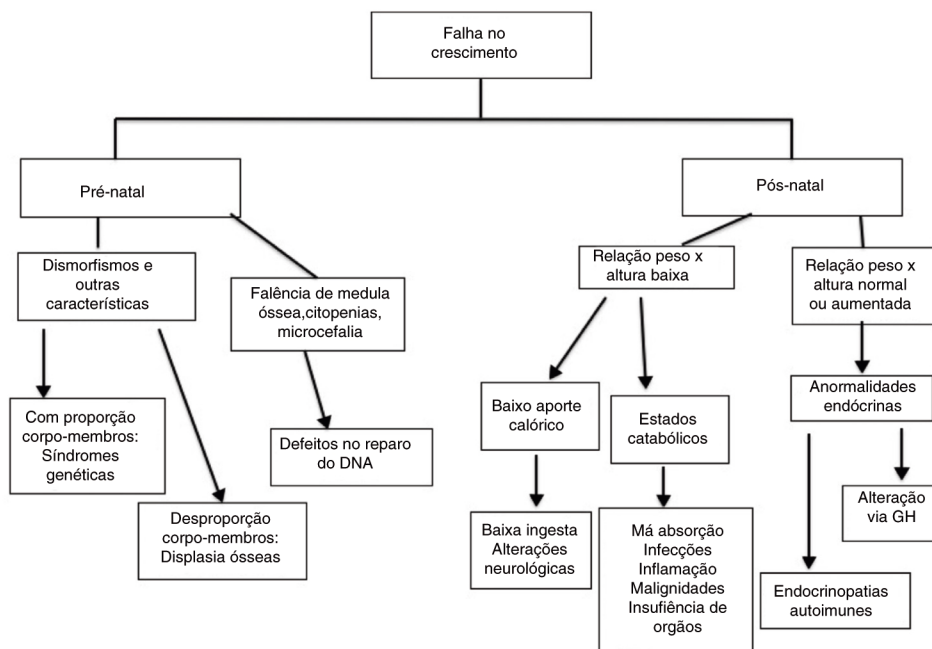 Falha no
crescimento
Pré-natal
Pós-natal
Dismorfismos e
outras
características
Falência de medula
óssea,citopenias,
microcefalia
Relação peso x
altura baixa
Relação peso x
altura normal
ou aumentada
Com proporção
corpo-membros:
Síndromes
genéticas
Defeitos no reparo
do DNA
Baixo aporte
calórico
Estados
catabólicos
Anormalidades
endócrinas
Desproporção
corpo-membros:
Displasia ósseas
Baixa ingesta
Alterações
neurológicas
Má absorção
Infecções
Inflamação
Malignidades
Insufiência de
orgãos
Alteração
via GH
Endocrinopatias
autoimunes